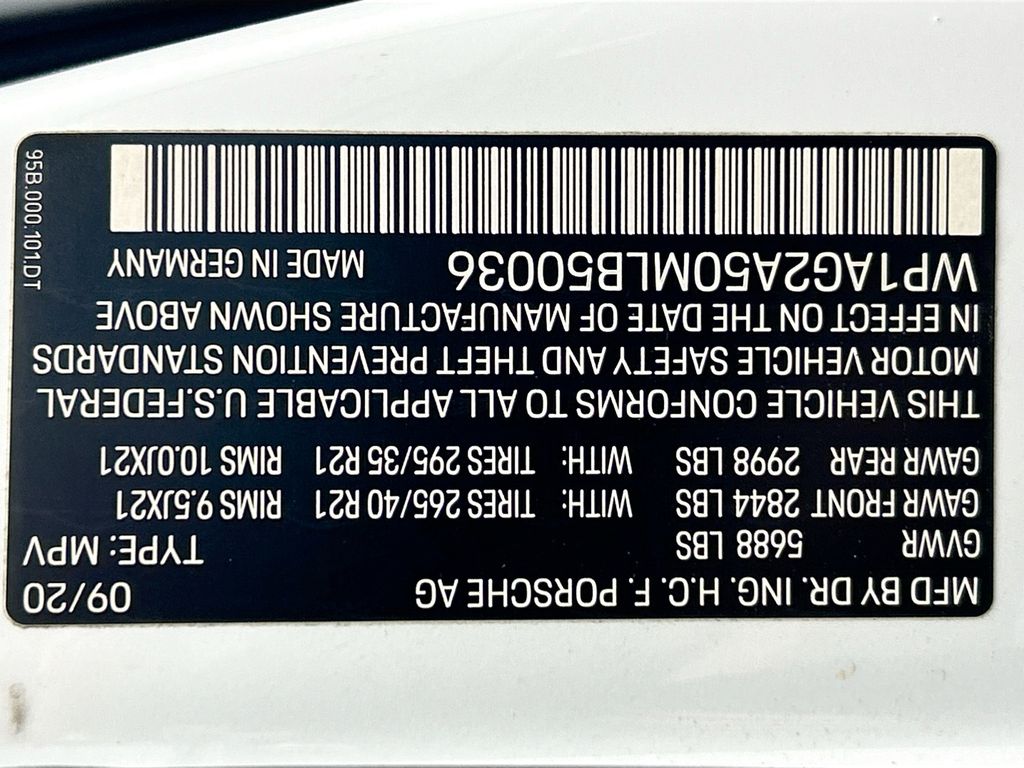 MFD BY DR. ING. H.C. F. PORSCHE AG 09/20
GVWR 5688 LBS TYPE: MPV
GAWR FRONT 2844 LBS WITH: TIRES 265/40 R21 RIMS 9.5JX21
GAWR REAR 2998 LBS WITH: TIRES 295/35 R21 RIMS 10.0JX21
THIS VEHICLE CONFORMS TO ALL APPLICABLE U.S.FEDERAL
MOTOR VEHICLE SAFETY AND THEFT PREVENTION STANDARDS
IN EFFECT ON THE DATE OF MANUFACTURE SHOWN ABOVE
WP1AG2A50MLB50036 MADE IN GERMANY
95B.000.101.DT